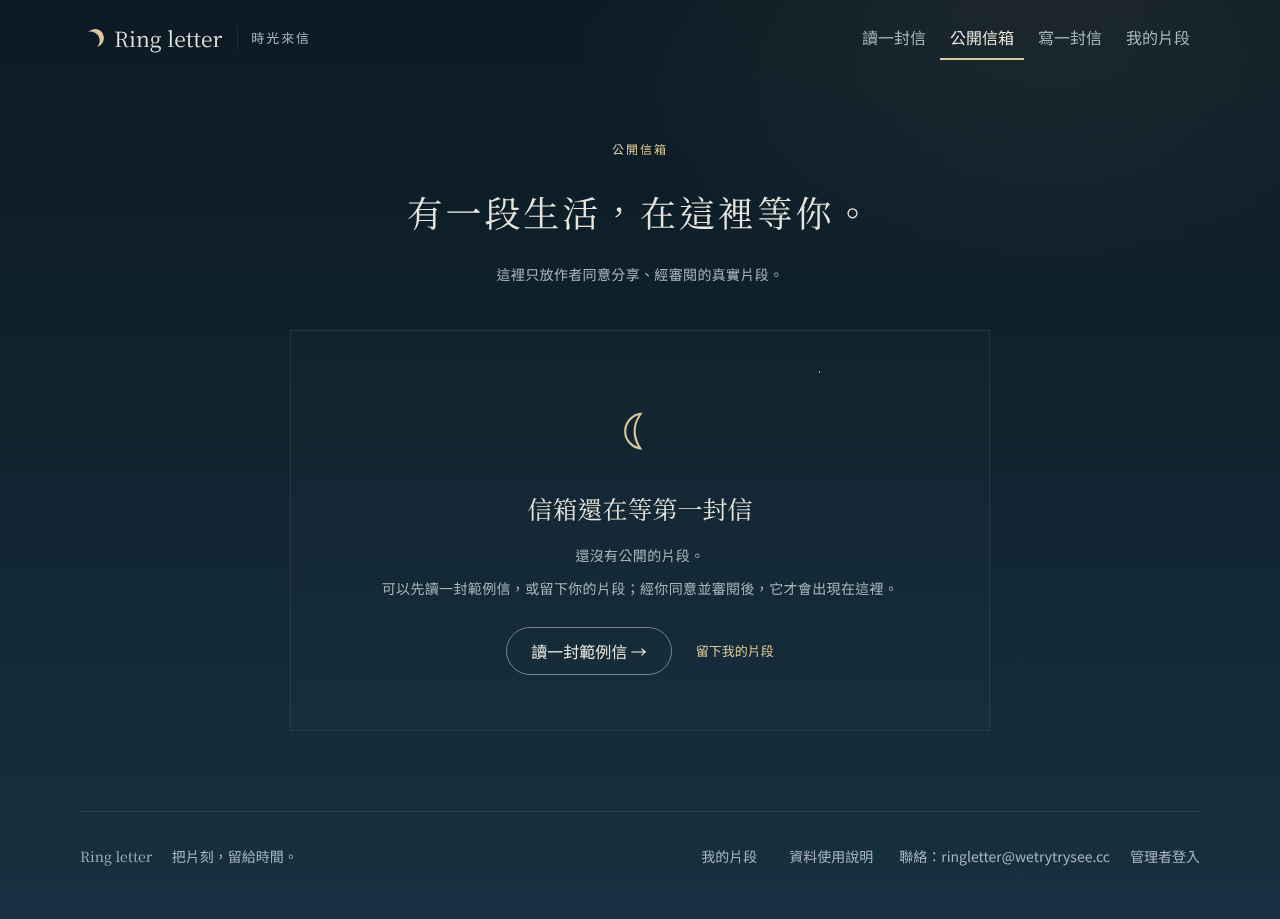 Ring letter 時光來信
讀一封信 公開信箱 寫一封信 我的片段
公開信箱
有一段生活，在這裡等你。
這裡只放作者同意分享、經審閱的真實片段。
信箱還在等第一封信
還沒有公開的片段。
可以先讀一封範例信，或留下你的片段；經你同意並審閱後，它才會出現在這裡。
讀一封範例信 → 留下我的片段
Ring letter 把片刻，留給時間。
我的片段 資料使用說明 聯絡：ringletter@wetrytrysee.cc 管理者登入